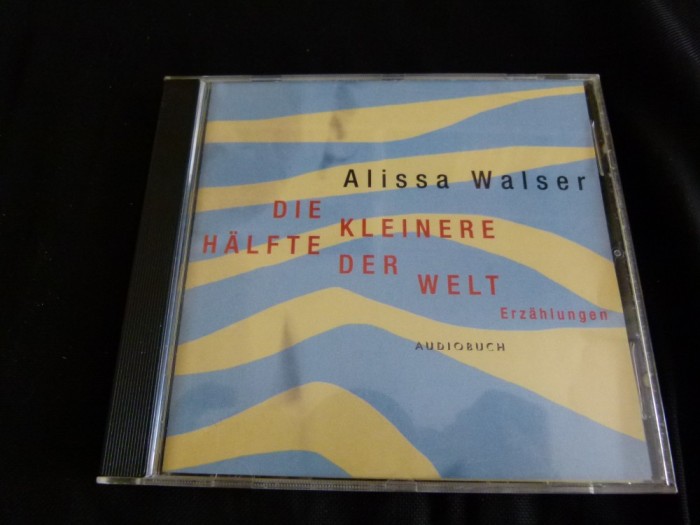 Alissa Walser
DIE KLEINERE
HÄLFTE DER WELT
Erzählungen
AUDIOBUCH